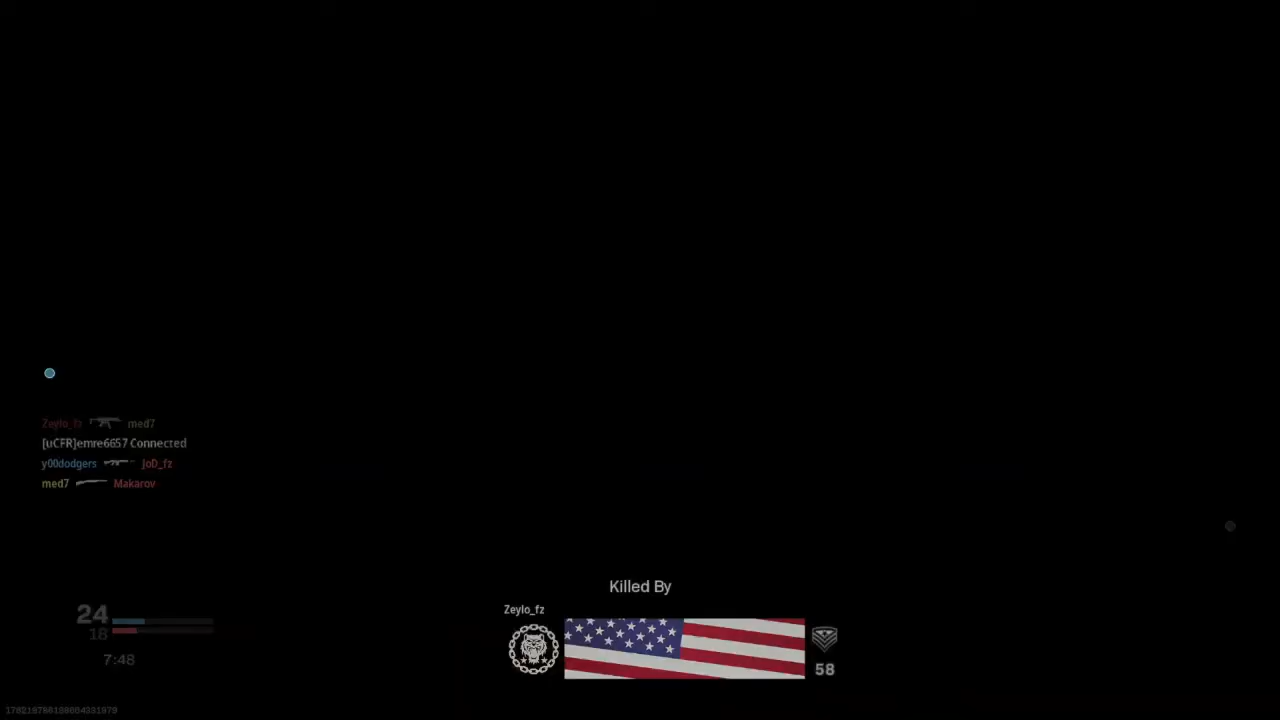 Zeylo_fz med7
[uCFR]emre6657 Connected
y00dodgers JoD_fz
med7 Makarov
24
18
7:48
Killed By
Zeylo_fz
58